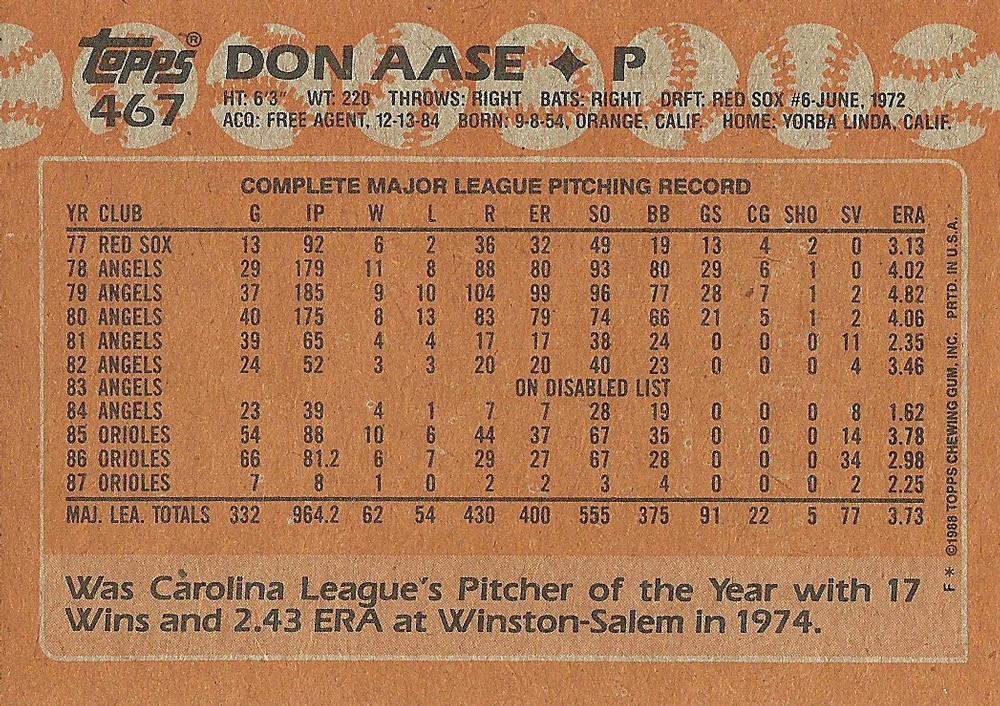 Topps® DON AASE ✦ P
467 HT: 6'3" WT: 220 THROWS: RIGHT BATS: RIGHT DRFT: RED SOX #6-JUNE, 1972
ACQ: FREE AGENT, 12-13-84 BORN: 9-8-54, ORANGE, CALIF. HOME: YORBA LINDA, CALIF.
COMPLETE MAJOR LEAGUE PITCHING RECORD
YR CLUB G IP W L R ER SO BB GS CG SHO SV ERA
77 RED SOX 13 92 6 2 36 32 49 19 13 4 2 0 3.13
78 ANGELS 29 179 11 8 88 80 93 80 29 6 1 0 4.02
79 ANGELS 37 185 9 10 104 99 96 77 28 7 1 2 4.82
80 ANGELS 40 175 8 13 83 79 74 66 21 5 1 2 4.06
81 ANGELS 39 65 4 4 17 17 38 24 0 0 0 11 2.35
82 ANGELS 24 52 3 3 20 20 40 23 0 0 0 4 3.46
83 ANGELS ON DISABLED LIST
84 ANGELS 23 39 4 1 7 7 28 19 0 0 0 8 1.62
85 ORIOLES 54 88 10 6 44 37 67 35 0 0 0 14 3.78
86 ORIOLES 66 81.2 6 7 29 27 67 28 0 0 0 34 2.98
87 ORIOLES 7 8 1 0 2 2 3 4 0 0 0 2 2.25
MAJ. LEA. TOTALS 332 964.2 62 54 430 400 555 375 91 22 5 77 3.73
Was Carolina League's Pitcher of the Year with 17
Wins and 2.43 ERA at Winston-Salem in 1974.
F * ©1988 TOPPS CHEWING GUM, INC. PRTD. IN U.S.A.